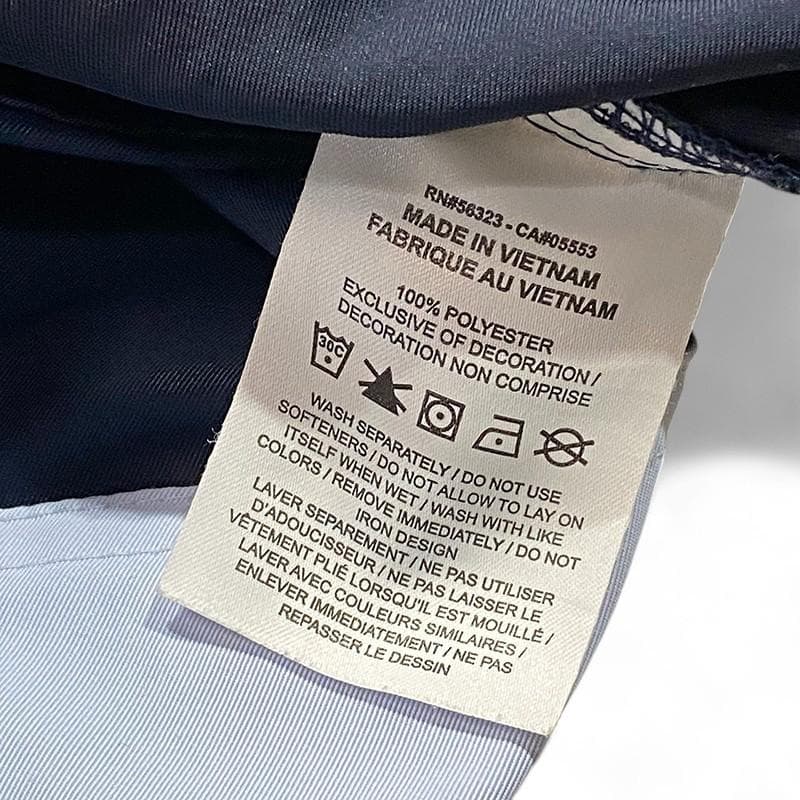 RN#56323 - CA#05553
MADE IN VIETNAM
FABRIQUE AU VIETNAM
100% POLYESTER
EXCLUSIVE OF DECORATION /
DECORATION NON COMPRISE
30C
WASH SEPARATELY / DO NOT USE
SOFTENERS / DO NOT ALLOW TO LAY ON
ITSELF WHEN WET / WASH WITH LIKE
COLORS / REMOVE IMMEDIATELY / DO NOT
IRON DESIGN
LAVER SEPAREMENT / NE PAS UTILISER
D'ADOUCISSEUR / NE PAS LAISSER LE
VÊTEMENT PLIÉ LORSQU'IL EST MOUILLÉ /
LAVER AVEC COULEURS SIMILAIRES /
ENLEVER IMMEDIATEMENT / NE PAS
REPASSER LE DESSIN